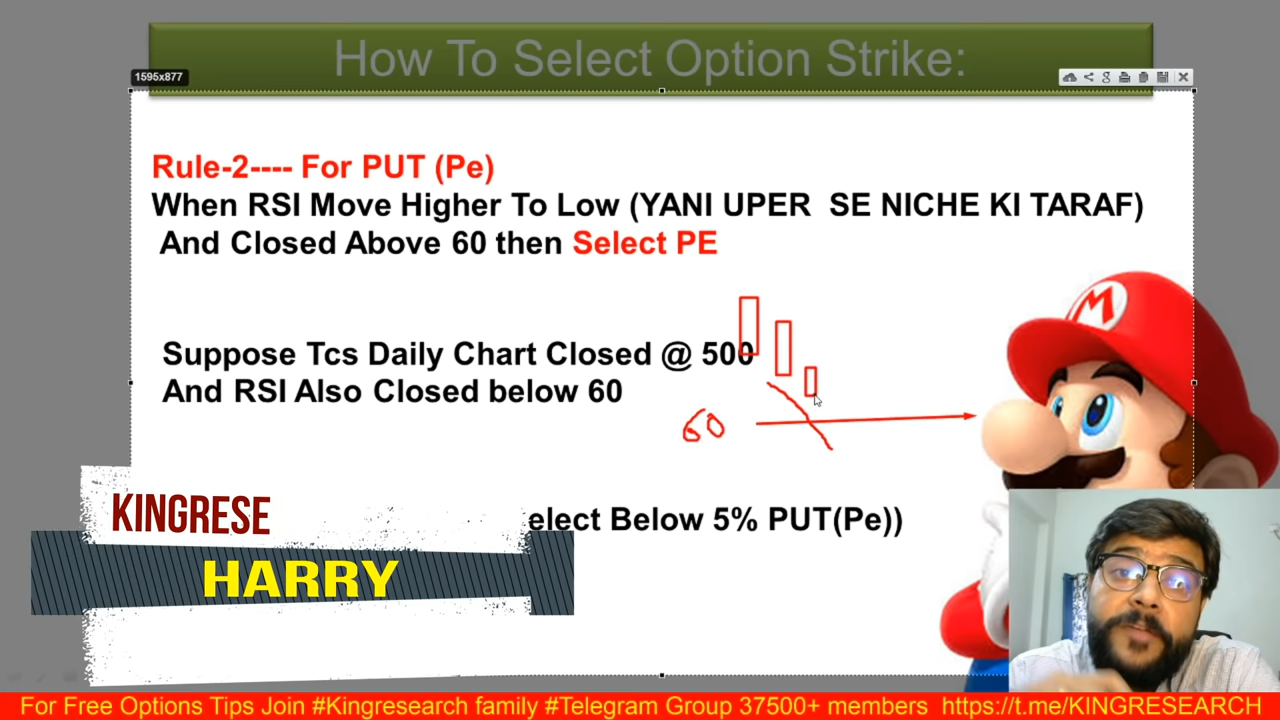 How To Select Option Strike:
1595x877
Rule-2---- For PUT (Pe)
When RSI Move Higher To Low (YANI UPER SE NICHE KI TARAF)
And Closed Above 60 then Select PE
Suppose Tcs Daily Chart Closed @ 500
And RSI Also Closed below 60
60
elect Below 5% PUT(Pe))
KINGRESE
HARRY
M
For Free Options Tips Join #Kingresearch family #Telegram Group 37500+ members https://t.me/KINGRESEARCH